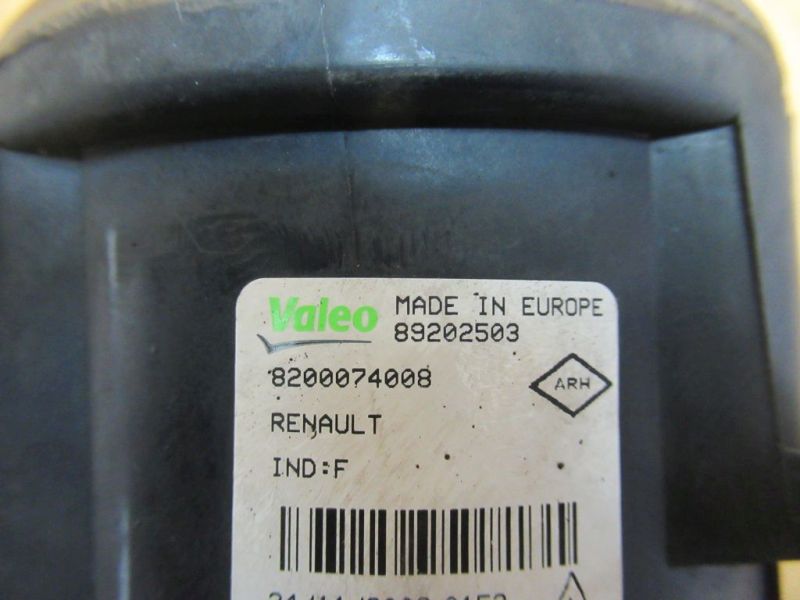 Valeo MADE IN EUROPE
89202503
8200074008 ARH
RENAULT
IND:F